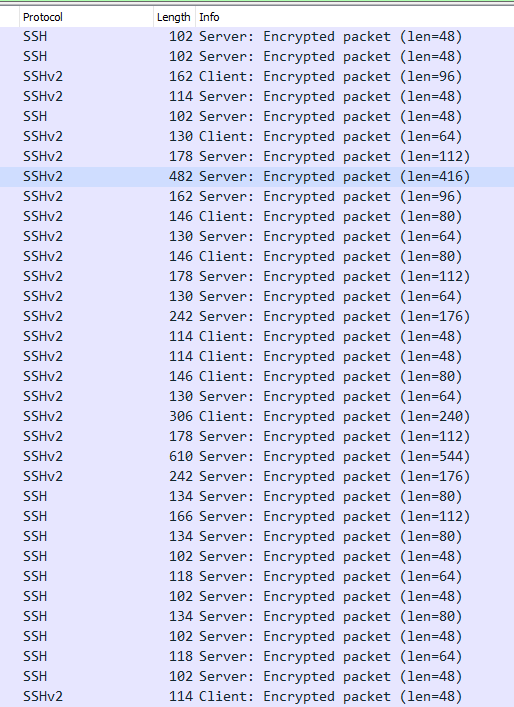 Protocol Length Info
SSH 102 Server: Encrypted packet (len=48)
SSH 102 Server: Encrypted packet (len=48)
SSHv2 162 Client: Encrypted packet (len=96)
SSHv2 114 Server: Encrypted packet (len=48)
SSH 102 Server: Encrypted packet (len=48)
SSHv2 130 Client: Encrypted packet (len=64)
SSHv2 178 Server: Encrypted packet (len=112)
SSHv2 482 Server: Encrypted packet (len=416)
SSHv2 162 Server: Encrypted packet (len=96)
SSHv2 146 Client: Encrypted packet (len=80)
SSHv2 130 Server: Encrypted packet (len=64)
SSHv2 146 Client: Encrypted packet (len=80)
SSHv2 178 Server: Encrypted packet (len=112)
SSHv2 130 Server: Encrypted packet (len=64)
SSHv2 242 Server: Encrypted packet (len=176)
SSHv2 114 Client: Encrypted packet (len=48)
SSHv2 114 Client: Encrypted packet (len=48)
SSHv2 146 Client: Encrypted packet (len=80)
SSHv2 130 Server: Encrypted packet (len=64)
SSHv2 306 Client: Encrypted packet (len=240)
SSHv2 178 Server: Encrypted packet (len=112)
SSHv2 610 Server: Encrypted packet (len=544)
SSHv2 242 Server: Encrypted packet (len=176)
SSH 134 Server: Encrypted packet (len=80)
SSH 166 Server: Encrypted packet (len=112)
SSH 134 Server: Encrypted packet (len=80)
SSH 102 Server: Encrypted packet (len=48)
SSH 118 Server: Encrypted packet (len=64)
SSH 102 Server: Encrypted packet (len=48)
SSH 134 Server: Encrypted packet (len=80)
SSH 102 Server: Encrypted packet (len=48)
SSH 118 Server: Encrypted packet (len=64)
SSH 102 Server: Encrypted packet (len=48)
SSHv2 114 Client: Encrypted packet (len=48)